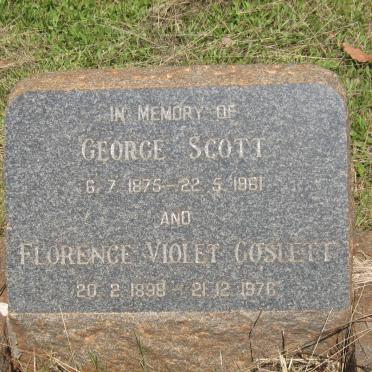 IN MEMORY OF
GEORGE SCOTT
6. 7. 1875 — 22. 5. 1961
AND
FLORENCE VIOLET COSLETT
20. 2. 1898 — 21. 12. 1976